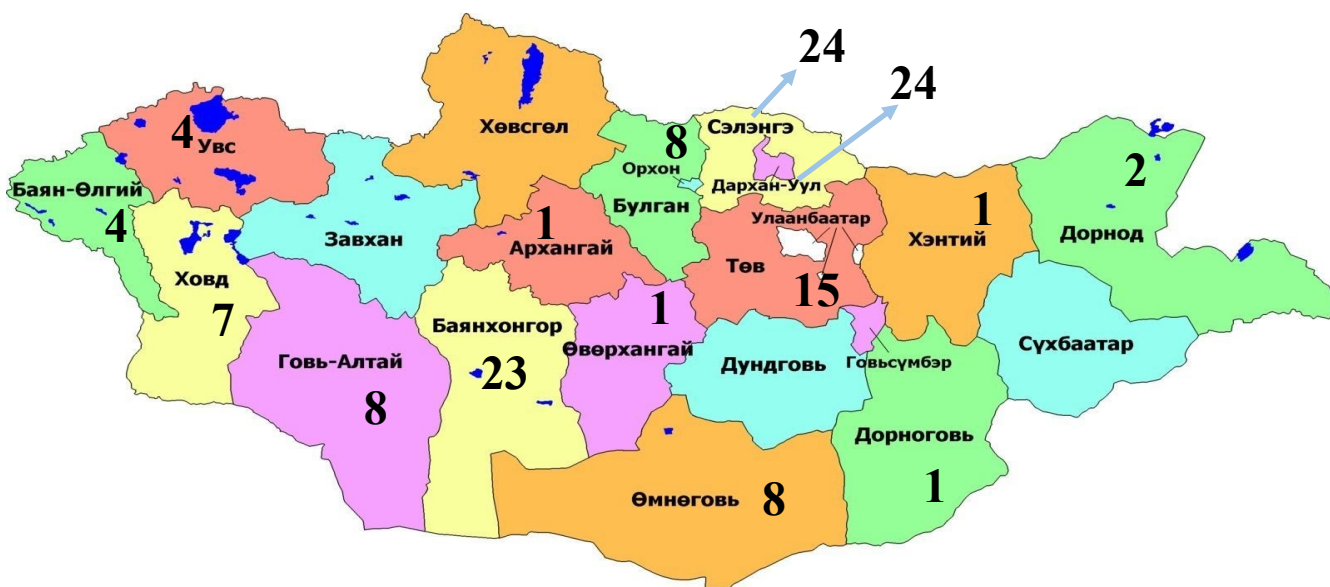 24
24
Хөвсгөл
Сэлэнгэ
4
Увс
8
Орхон
Дархан-Уул
Баян-Өлгий
4
Булган
Улаанбаатар
1
Хэнтий
2
Дорнод
Завхан
1
Архангай
Төв
15
Ховд
7
Баянхонгор
23
1
Өвөрхангай
Говь-Алтай
8
Дундговь
Говьсүмбэр
Сүхбаатар
Дорноговь
1
Өмнөговь
8